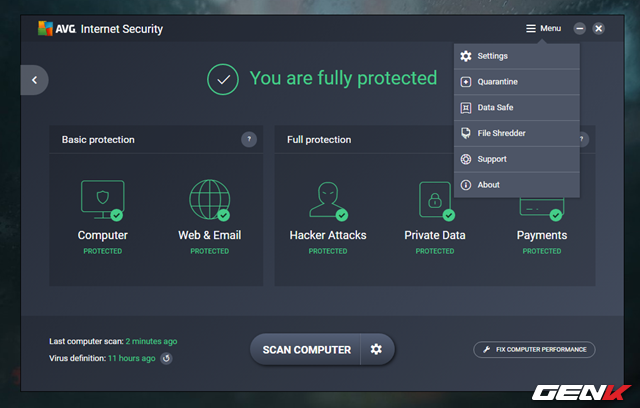 AVG Internet Security
Menu
Settings
Quarantine
Data Safe
File Shredder
Support
About
You are fully protected
Basic protection
?
Full protection
?
Computer
PROTECTED
Web & Email
PROTECTED
Hacker Attacks
PROTECTED
Private Data
PROTECTED
Payments
PROTECTED
Last computer scan: 2 minutes ago
Virus definition: 11 hours ago
SCAN COMPUTER
FIX COMPUTER PERFORMANCE
GENK